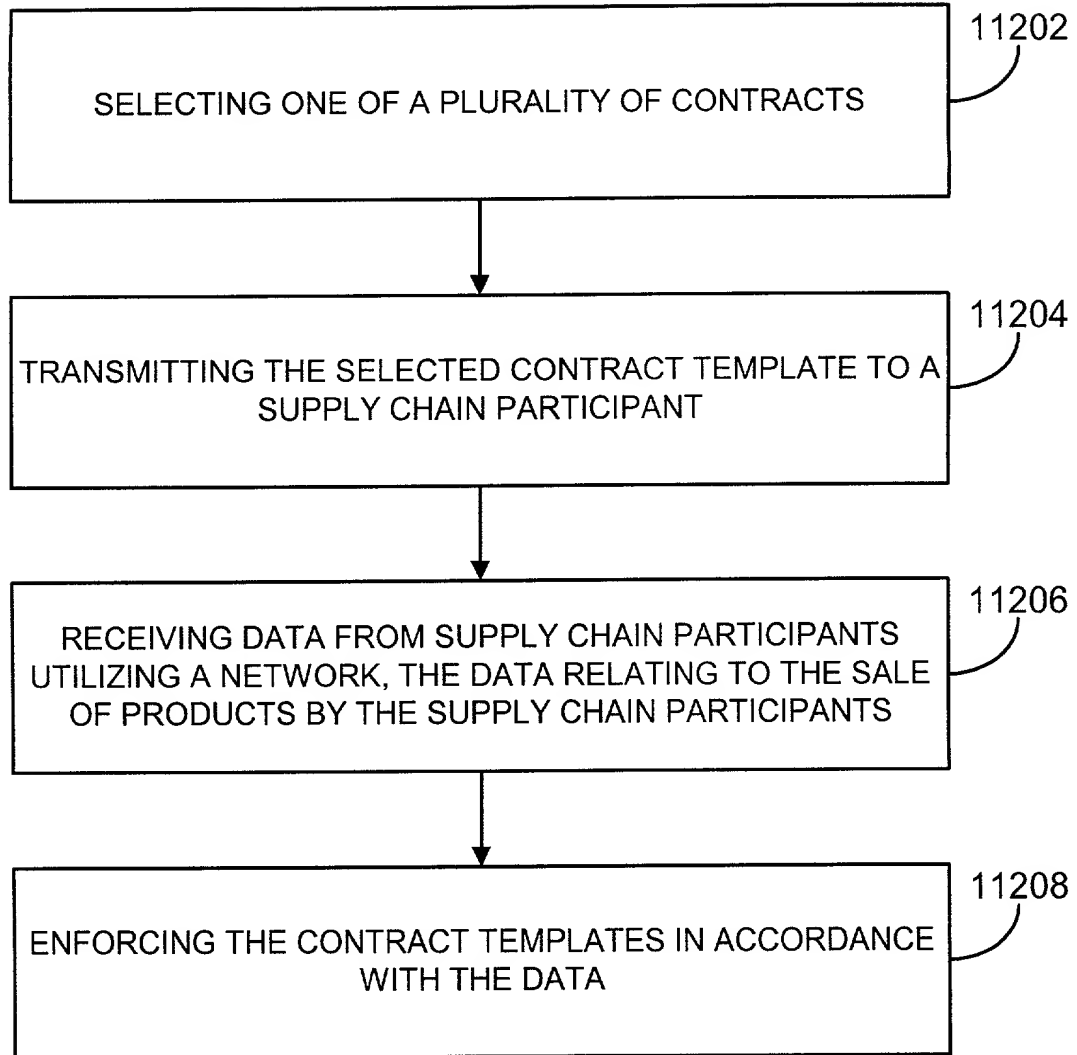 11202
SELECTING ONE OF A PLURALITY OF CONTRACTS
11204
TRANSMITTING THE SELECTED CONTRACT TEMPLATE TO A
SUPPLY CHAIN PARTICIPANT
11206
RECEIVING DATA FROM SUPPLY CHAIN PARTICIPANTS
UTILIZING A NETWORK, THE DATA RELATING TO THE SALE
OF PRODUCTS BY THE SUPPLY CHAIN PARTICIPANTS
11208
ENFORCING THE CONTRACT TEMPLATES IN ACCORDANCE
WITH THE DATA